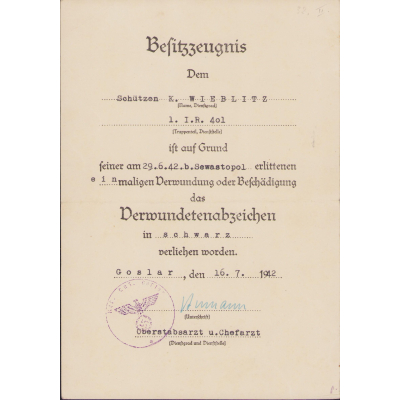 Besitzzeugnis
Dem
Schützen K. WIEBLITZ
(Name, Dienstgrad)
1. I.R. 401
(Truppenteil, Dienststelle)
ist auf Grund
seiner am 29.6.42.b.Sewastopol erlittenen
ein maligen Verwundung oder Beschädigung
das
Verwundetenabzeichen
in schwarz
verliehen worden.
Goslar, den 16. 7. 1942
(Unterschrift)
Oberstabsarzt u.Chefarzt
(Dienstgrad und Dienststelle)